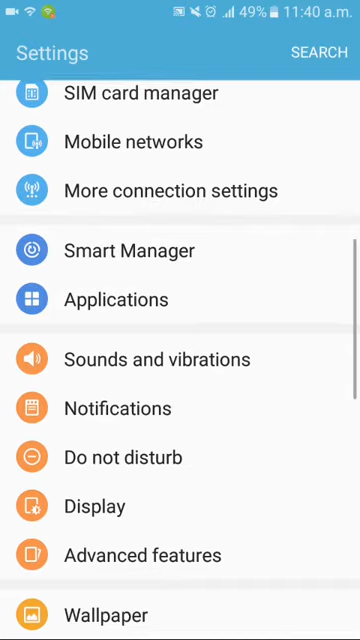 49% 11:40 a.m.
Settings SEARCH
SIM card manager
Mobile networks
More connection settings
Smart Manager
Applications
Sounds and vibrations
Notifications
Do not disturb
Display
Advanced features
Wallpaper